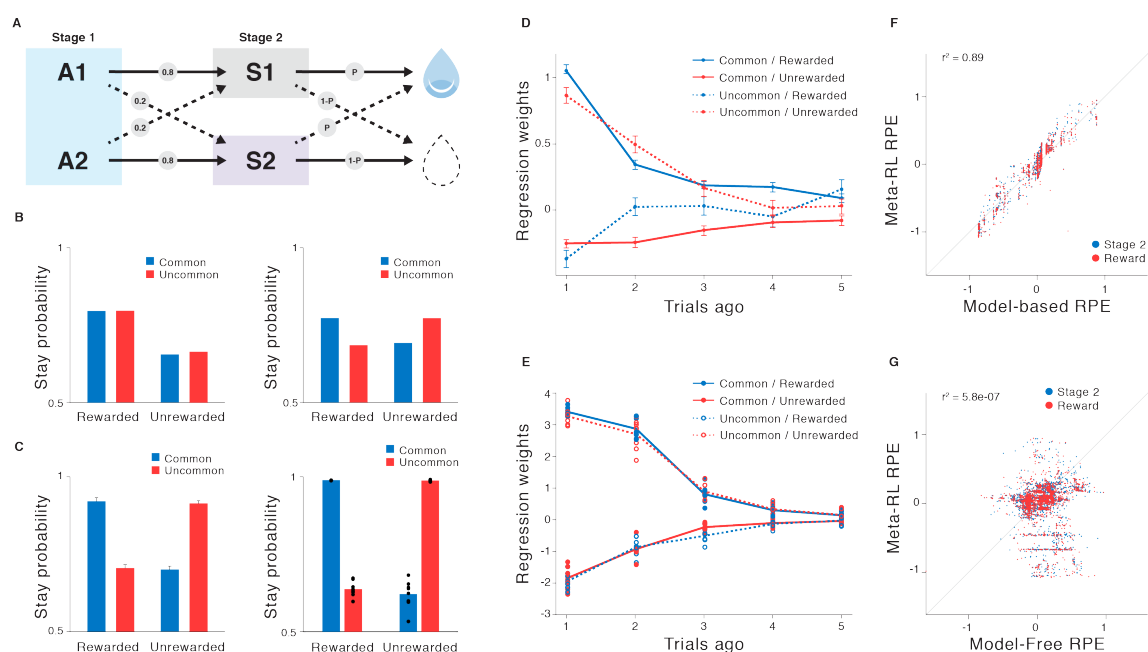 A
Stage 1
Stage 2
A1
0.8
S1
P
0.2
1-P
0.2
P
A2
0.8
S2
1-P
B
1
Stay probability
0.5
Common
Uncommon
Rewarded
Unrewarded
1
Stay probability
0.5
Common
Uncommon
Rewarded
Unrewarded
C
1
Stay probability
0.5
Common
Uncommon
Rewarded
Unrewarded
1
Stay probability
0.5
Common
Uncommon
Rewarded
Unrewarded
D
Regression weights
1
0.5
0
Common / Rewarded
Common / Unrewarded
Uncommon / Rewarded
Uncommon / Unrewarded
1 2 3 4 5
Trials ago
E
Regression weights
4
3
2
1
0
-1
-2
-3
Common / Rewarded
Common / Unrewarded
Uncommon / Rewarded
Uncommon / Unrewarded
1 2 3 4 5
Trials ago
F
r² = 0.89
Meta-RL RPE
1
0
-1
Stage 2
Reward
-1 0 1
Model-based RPE
G
r² = 5.8e-07
Stage 2
Reward
Meta-RL RPE
1
0
-1
-1 0 1
Model-Free RPE